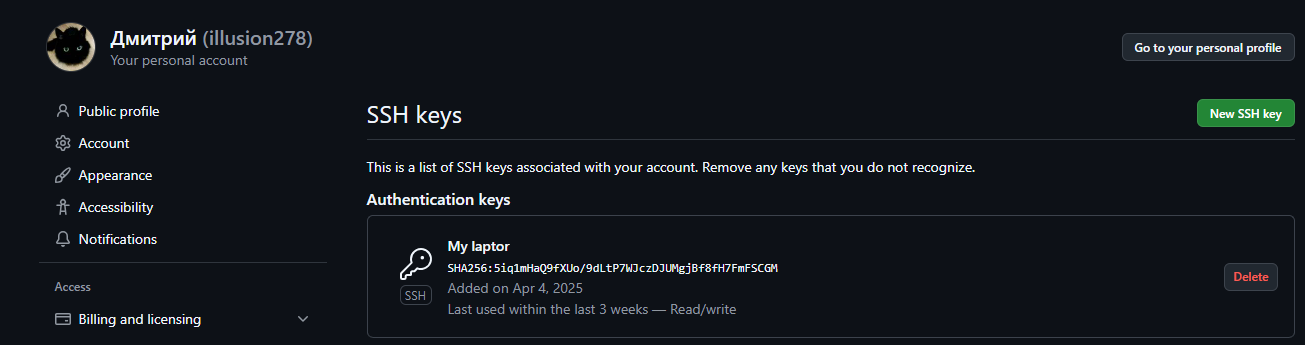 Дмитрий (illusion278)
Your personal account
Go to your personal profile
Public profile
Account
Appearance
Accessibility
Notifications
Access
Billing and licensing
SSH keys
New SSH key
This is a list of SSH keys associated with your account. Remove any keys that you do not recognize.
Authentication keys
SSH
My laptor
SHA256:5iq1mHaQ9fXUo/9dLtP7WJczDJUMgjBf8fH7FmFSCGM
Added on Apr 4, 2025
Last used within the last 3 weeks — Read/write
Delete